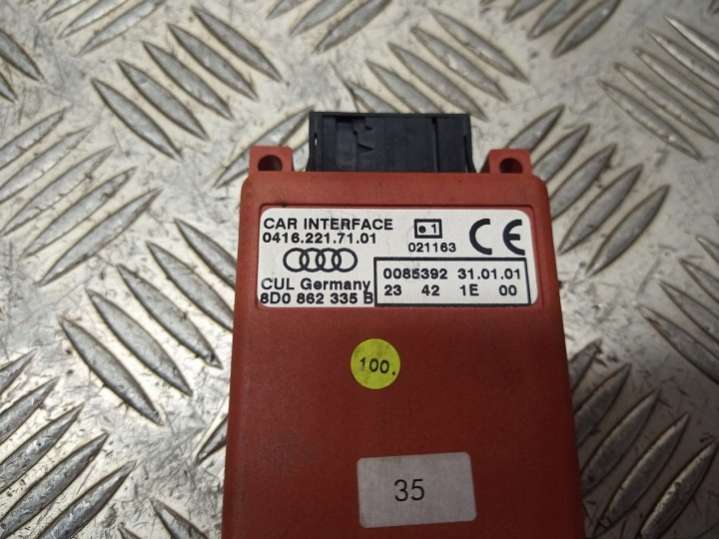 CAR INTERFACE
0416.221.71.01
1
021163
CE
CUL Germany
8D0 862 335 B
0085392 31.01.01
23 42 1E 00
100.
35